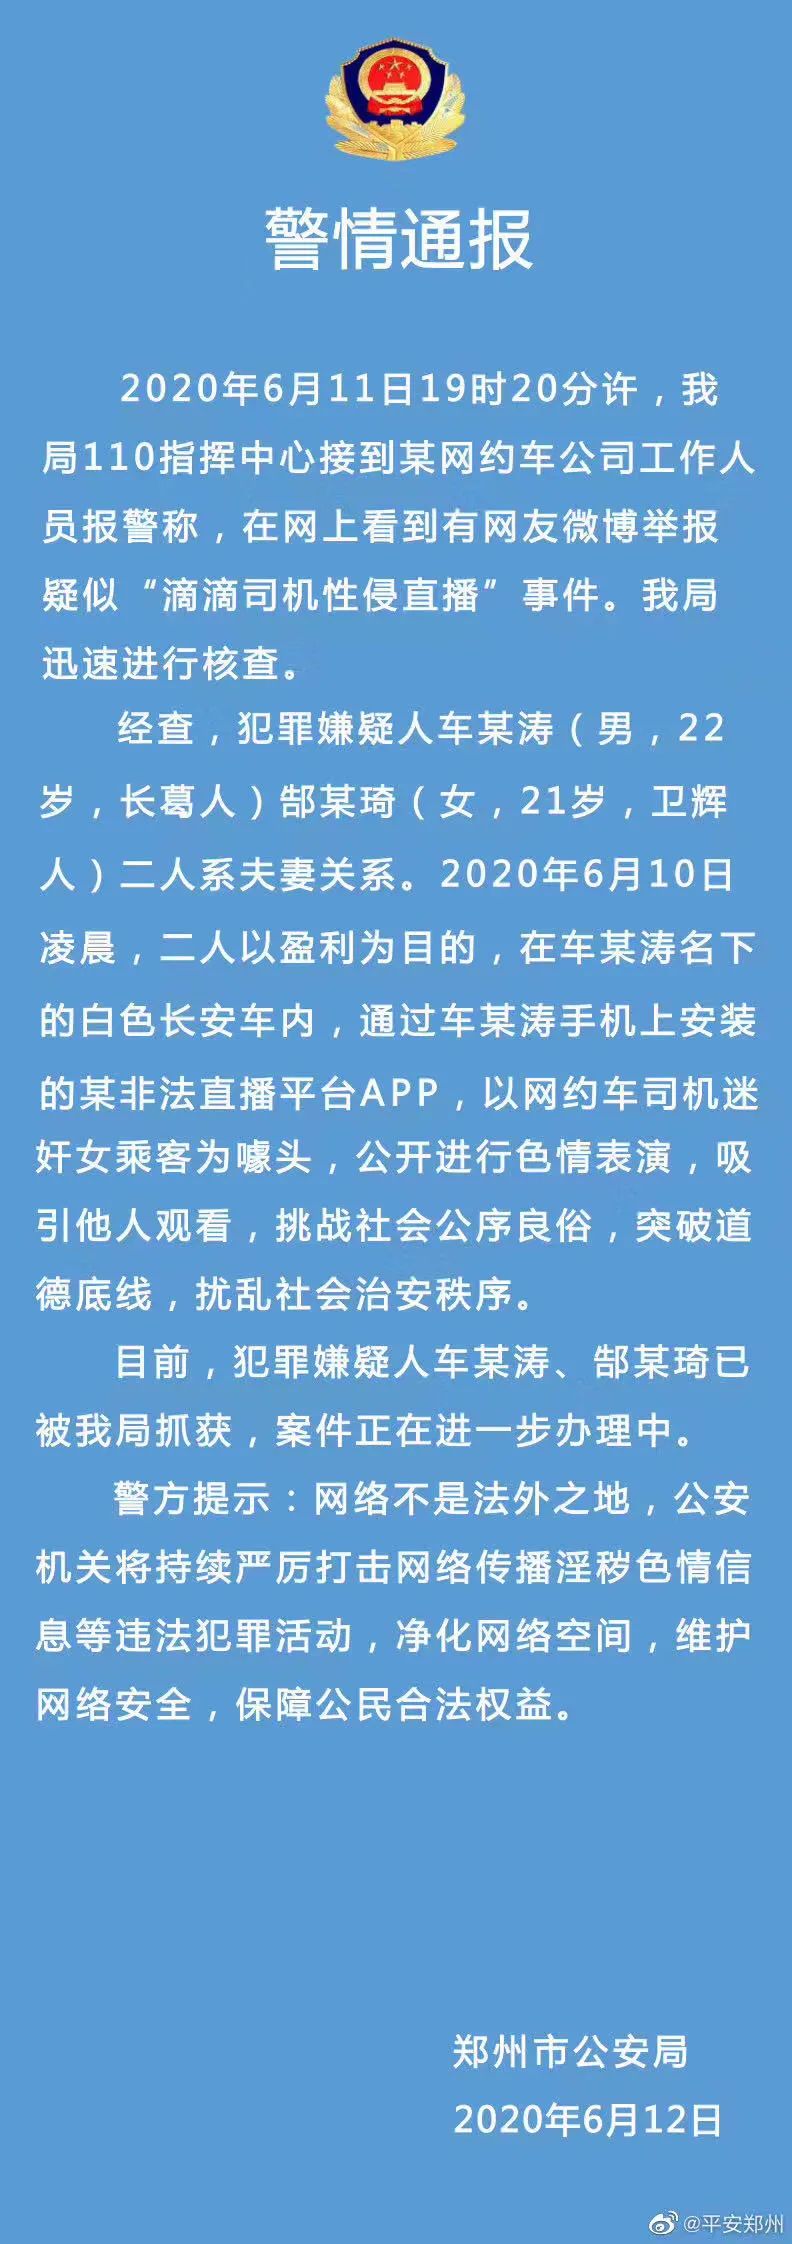 警情通报
2020年6月11日19时20分许，我
局110指挥中心接到某网约车公司工作人
员报警称，在网上看到有网友微博举报
疑似“滴滴司机性侵直播”事件。我局
迅速进行核查。
经查，犯罪嫌疑人车某涛（男，22
岁，长葛人）郜某琦（女，21岁，卫辉
人）二人系夫妻关系。2020年6月10日
凌晨，二人以盈利为目的，在车某涛名下
的白色长安车内，通过车某涛手机上安装
的某非法直播平台APP，以网约车司机迷
奸女乘客为噱头，公开进行色情表演，吸
引他人观看，挑战社会公序良俗，突破道
德底线，扰乱社会治安秩序。
目前，犯罪嫌疑人车某涛、郜某琦已
被我局抓获，案件正在进一步办理中。
警方提示：网络不是法外之地，公安
机关将持续严厉打击网络传播淫秽色情信
息等违法犯罪活动，净化网络空间，维护
网络安全，保障公民合法权益。
郑州市公安局
2020年6月12日
@平安郑州